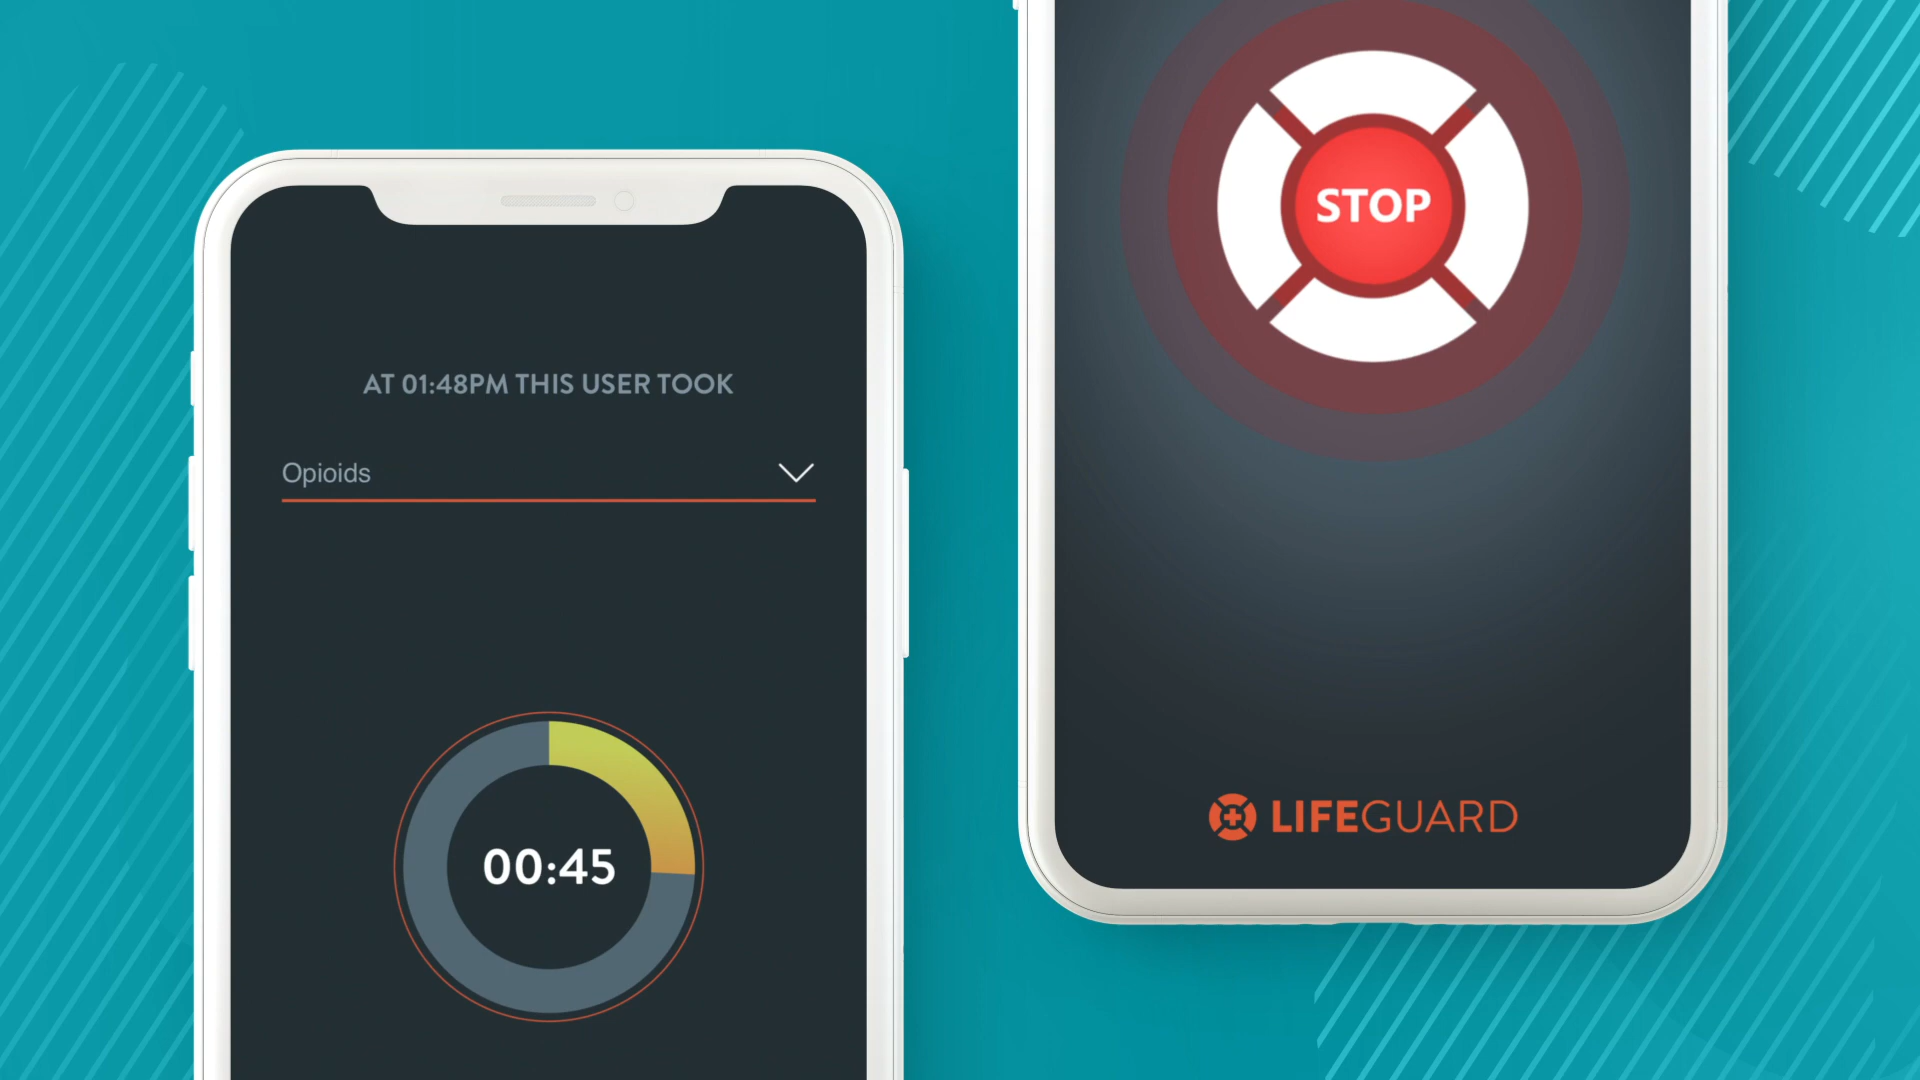 AT 01:48PM THIS USER TOOK
Opioids
00:45
STOP
LIFEGUARD